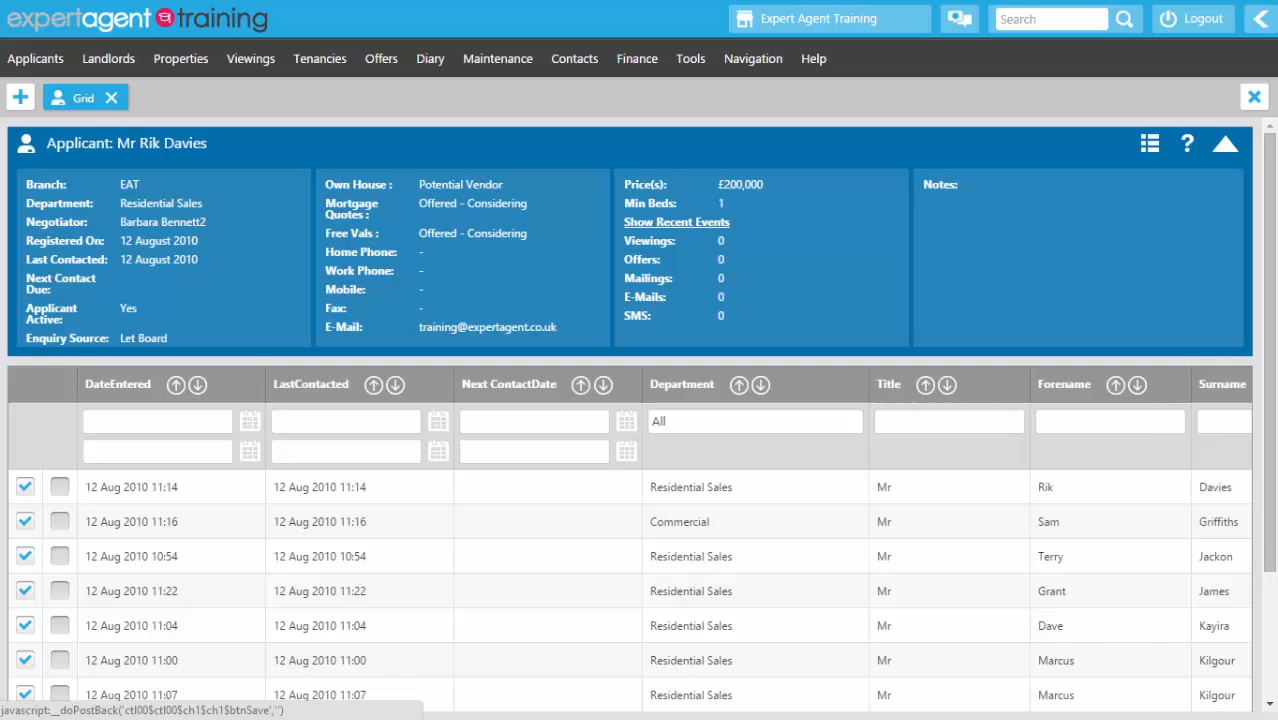 expertagent training
Expert Agent Training
Search
Logout
Applicants Landlords Properties Viewings Tenancies Offers Diary Maintenance Contacts Finance Tools Navigation Help
Grid
Applicant: Mr Rik Davies
?
Branch: EAT
Department: Residential Sales
Negotiator: Barbara Bennett2
Registered On: 12 August 2010
Last Contacted: 12 August 2010
Next Contact
Due:
Applicant Yes
Active:
Enquiry Source: Let Board
Own House : Potential Vendor
Mortgage Offered - Considering
Quotes :
Free Vals : Offered - Considering
Home Phone: -
Work Phone: -
Mobile: -
Fax: -
E-Mail: training@expertagent.co.uk
Price(s): £200,000
Min Beds: 1
Show Recent Events
Viewings: 0
Offers: 0
Mailings: 0
E-Mails: 0
SMS: 0
Notes:
DateEntered LastContacted Next ContactDate Department Title Forename Surname
All
12 Aug 2010 11:14 12 Aug 2010 11:14 Residential Sales Mr Rik Davies
12 Aug 2010 11:16 12 Aug 2010 11:16 Commercial Mr Sam Griffiths
12 Aug 2010 10:54 12 Aug 2010 10:54 Residential Sales Mr Terry Jackon
12 Aug 2010 11:22 12 Aug 2010 11:22 Residential Sales Mr Grant James
12 Aug 2010 11:04 12 Aug 2010 11:04 Residential Sales Mr Dave Kayira
12 Aug 2010 11:00 12 Aug 2010 11:00 Residential Sales Mr Marcus Kilgour
12 Aug 2010 11:07 12 Aug 2010 11:07 Residential Sales Mr Marcus Kilgour
javascript:__doPostBack('ctl00$ctl00$ch1$ch1$btnSave','')